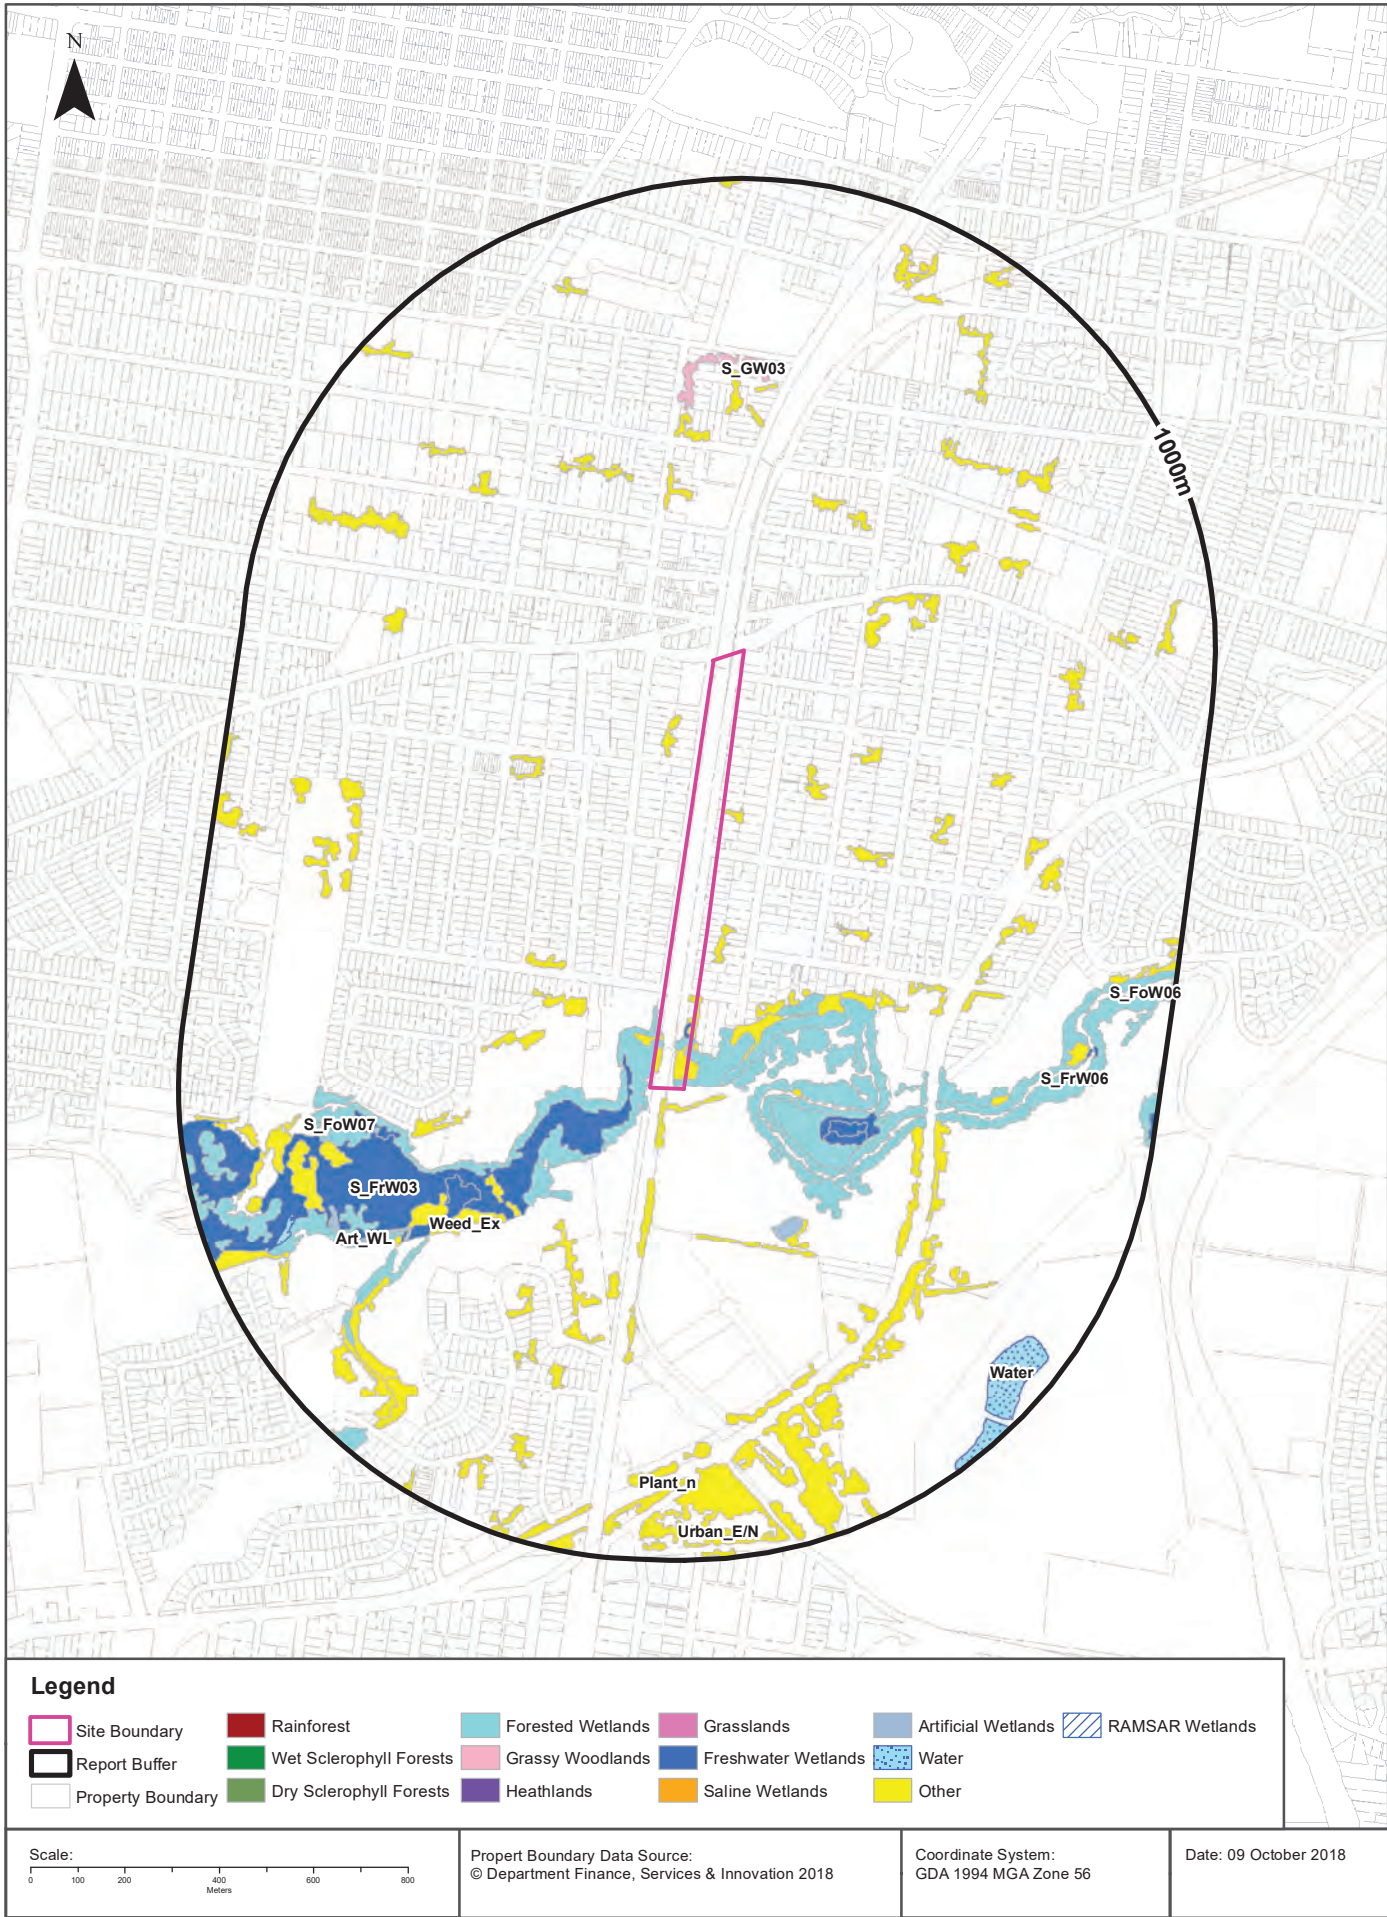 N
S_GW03
1000m
S_FoW06
S_FrW06
S_FoW07
S_FrW03
Weed_Ex
Art_WL
Water
Plant_n
Urban_E/N
Legend
Site Boundary
Report Buffer
Property Boundary
Rainforest
Wet Sclerophyll Forests
Dry Sclerophyll Forests
Forested Wetlands
Grassy Woodlands
Heathlands
Grasslands
Freshwater Wetlands
Saline Wetlands
Artificial Wetlands
Water
Other
RAMSAR Wetlands
Scale:
0 100 200 400 600 800
Meters
Propert Boundary Data Source:
© Department Finance, Services & Innovation 2018
Coordinate System:
GDA 1994 MGA Zone 56
Date: 09 October 2018